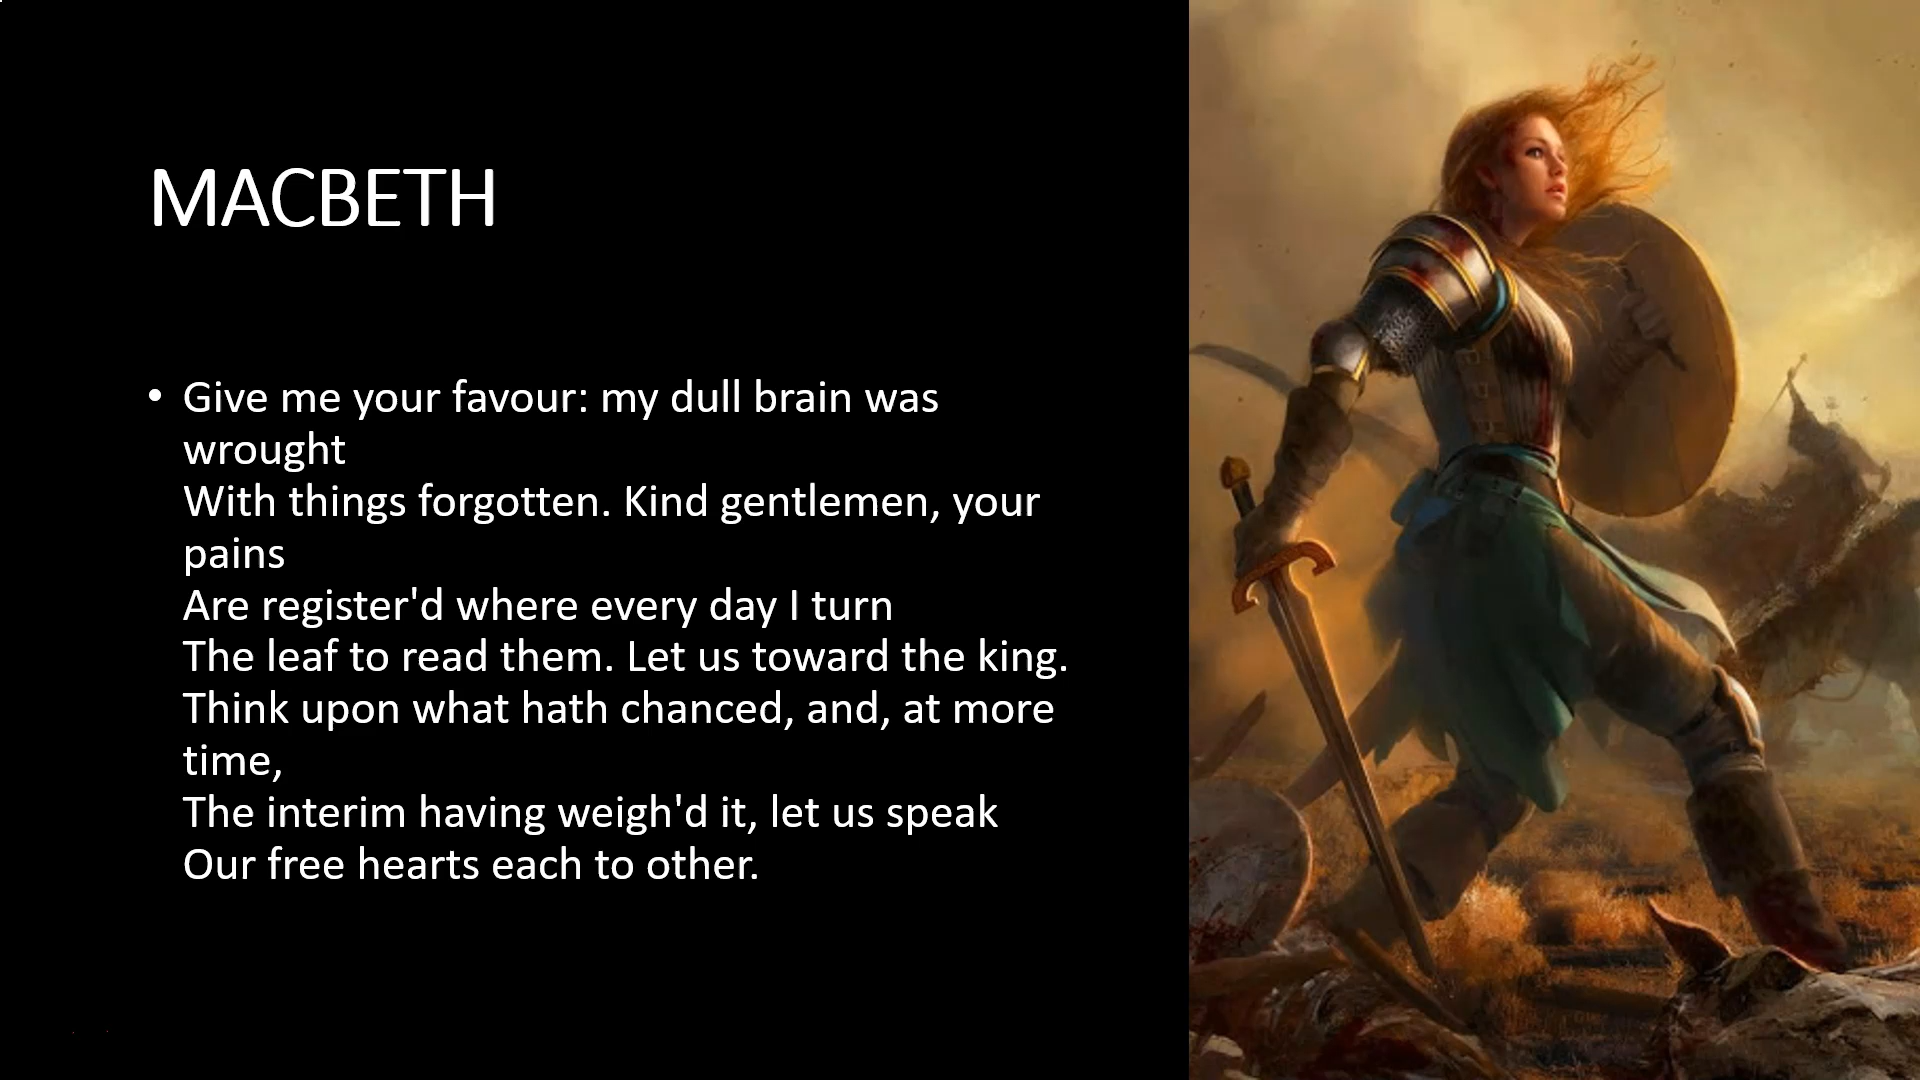 MACBETH
• Give me your favour: my dull brain was
wrought
With things forgotten. Kind gentlemen, your
pains
Are register'd where every day I turn
The leaf to read them. Let us toward the king.
Think upon what hath chanced, and, at more
time,
The interim having weigh'd it, let us speak
Our free hearts each to other.